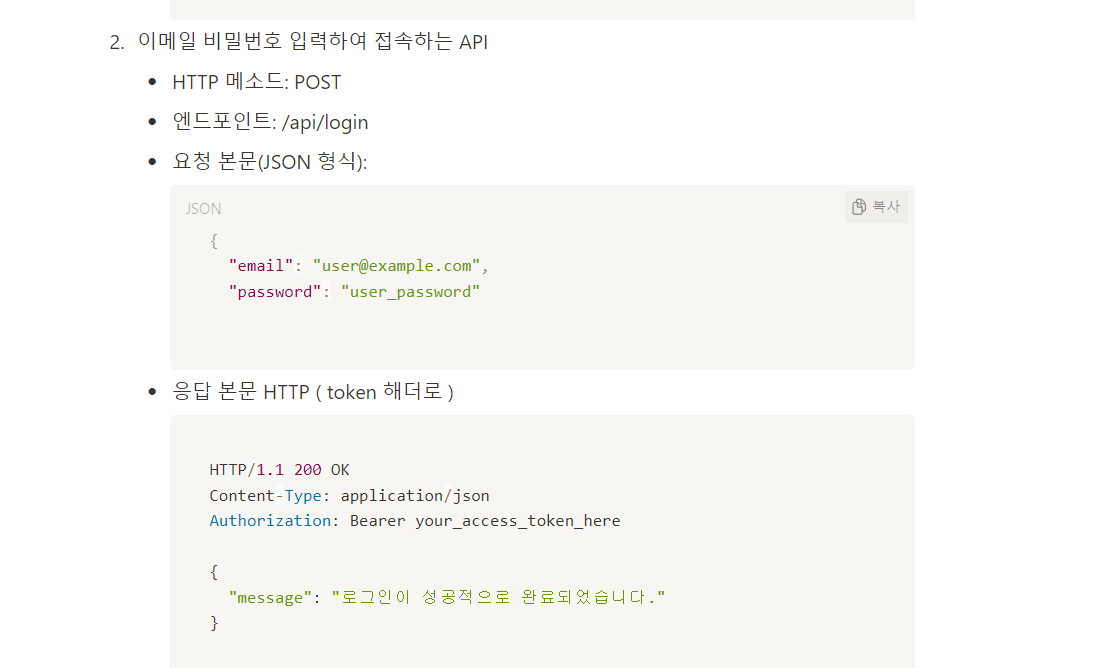 2. 이메일 비밀번호 입력하여 접속하는 API
• HTTP 메소드: POST
• 엔드포인트: /api/login
• 요청 본문(JSON 형식):
JSON
복사
{
"email": "user@example.com",
"password": "user_password"
• 응답 본문 HTTP ( token 해더로 )
HTTP/1.1 200 OK
Content-Type: application/json
Authorization: Bearer your_access_token_here
{
"message": "로그인이 성공적으로 완료되었습니다."
}